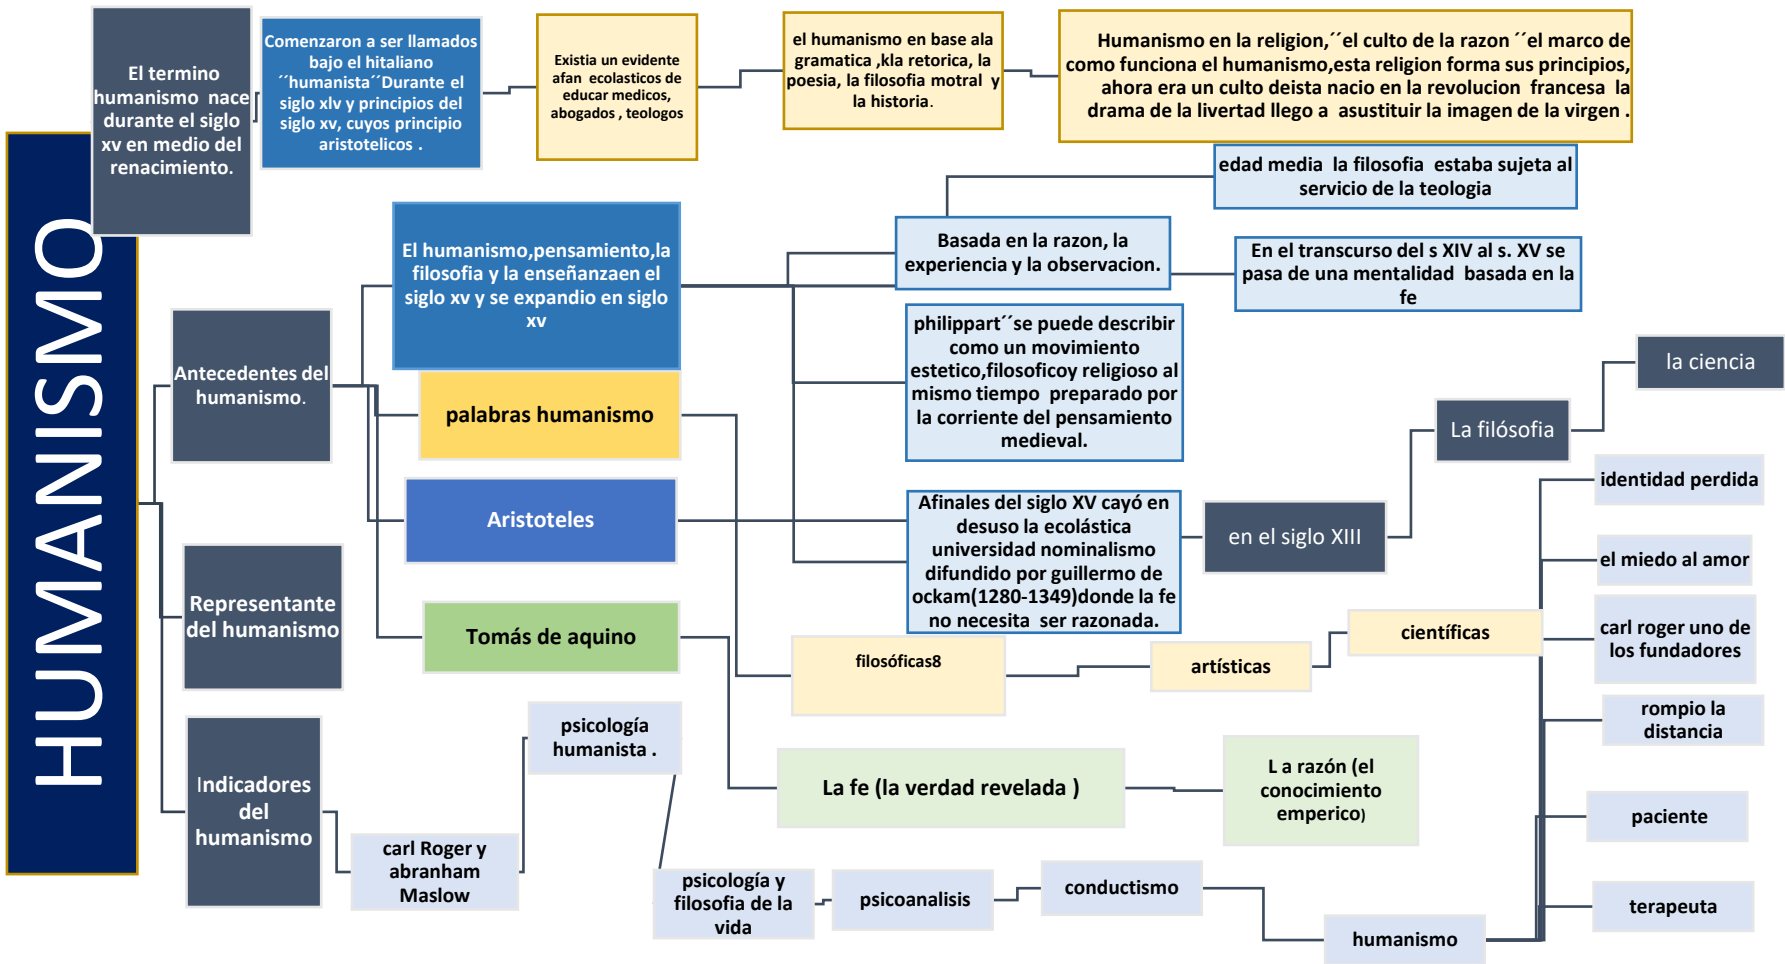 HUMANISMO
El termino
humanismo nace
durante el siglo
xv en medio del
renacimiento.
Comenzaron a ser llamados
bajo el hitaliano
´´humanista´´Durante el
siglo xlv y principios del
siglo xv, cuyos principio
aristotelicos .
Existia un evidente
afan ecolasticos de
educar medicos,
abogados , teologos
el humanismo en base ala
gramatica ,kla retorica, la
poesia, la filosofia motral y
la historia.
Humanismo en la religion,´´el culto de la razon ´´el marco de
como funciona el humanismo,esta religion forma sus principios,
ahora era un culto deista nacio en la revolucion francesa la
drama de la livertad llego a asustituir la imagen de la virgen .
Antecedentes del
humanismo.
El humanismo,pensamiento,la
filosofia y la enseñanzaen el
siglo xv y se expandio en siglo
xv
Basada en la razon, la
experiencia y la observacion.
edad media la filosofia estaba sujeta al
servicio de la teologia
En el transcurso del s XIV al s. XV se
pasa de una mentalidad basada en la
fe
philippart´´se puede describir
como un movimiento
estetico,filosoficoy religioso al
mismo tiempo preparado por
la corriente del pensamiento
medieval.
palabras humanismo
Aristoteles
Afinales del siglo XV cayó en
desuso la ecolástica
universidad nominalismo
difundido por guillermo de
ockam(1280-1349)donde la fe
no necesita ser razonada.
en el siglo XIII
La filósofia
la ciencia
Tomás de aquino
filosóficas8
artísticas
científicas
La fe (la verdad revelada )
L a razón (el
conocimiento
emperico)
Representante
del humanismo
Indicadores
del
humanismo
carl Roger y
abranham
Maslow
psicología
humanista .
psicología y
filosofia de la
vida
psicoanalisis
conductismo
humanismo
identidad perdida
el miedo al amor
carl roger uno de
los fundadores
rompio la
distancia
paciente
terapeuta